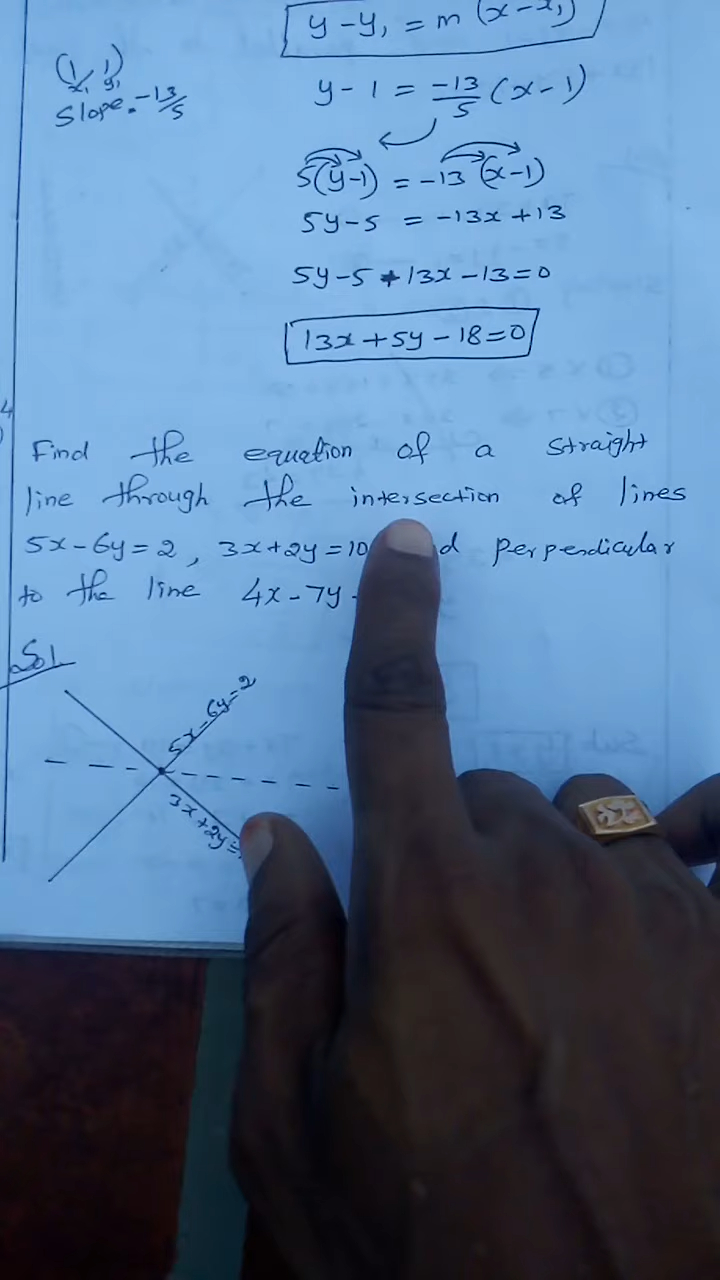 y - y₁ = m (x - x₁)
(1, 1)
x₁ y₁
Slope = -13/5
y - 1 = -13/5 (x - 1)
5(y-1) = -13 (x-1)
5y-5 = -13x +13
5y-5 + 13x -13=0
13x +5y - 18=0
Find the equation of a straight
line through the intersection of lines
5x-6y=2, 3x+2y=10 perpendicular
to the line 4x-7y
Sol.
5x-6y=2
3x+2y=